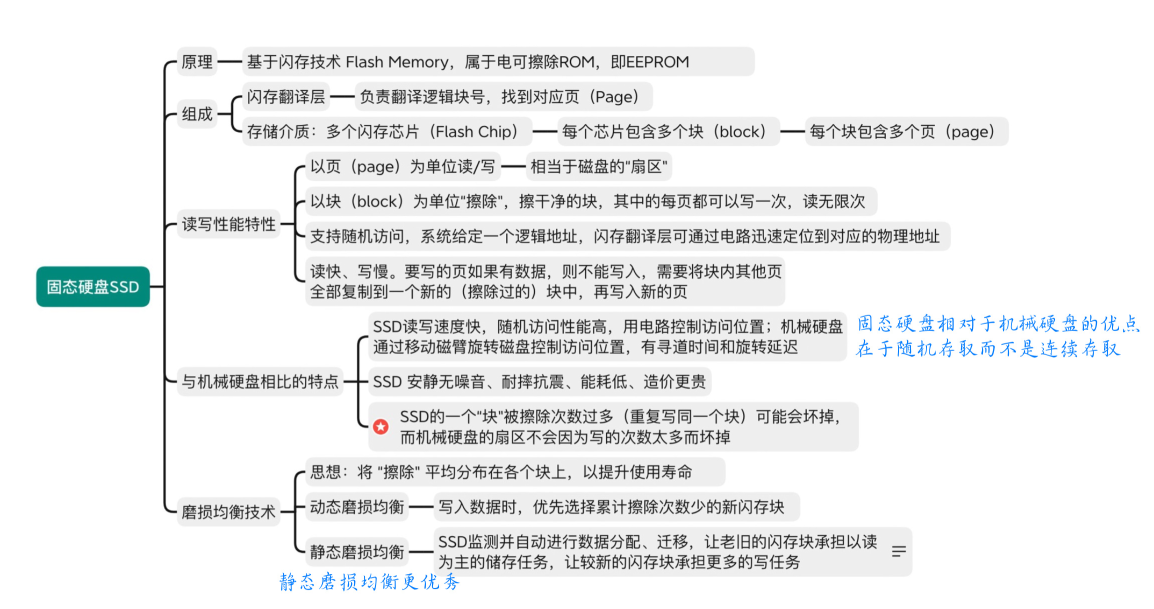 固态硬盘SSD
原理
基于闪存技术 Flash Memory，属于电可擦除ROM，即EEPROM
组成
闪存翻译层
负责翻译逻辑块号，找到对应页（Page）
存储介质：多个闪存芯片（Flash Chip）
每个芯片包含多个块（block）
每个块包含多个页（page）
读写性能特性
以页（page）为单位读/写
相当于磁盘的"扇区"
以块（block）为单位"擦除"，擦干净的块，其中的每页都可以写一次，读无限次
支持随机访问，系统给定一个逻辑地址，闪存翻译层可通过电路迅速定位到对应的物理地址
读快、写慢。要写的页如果有数据，则不能写入，需要将块内其他页
全部复制到一个新的（擦除过的）块中，再写入新的页
与机械硬盘相比的特点
SSD读写速度快，随机访问性能高，用电路控制访问位置；机械硬盘
通过移动磁臂旋转磁盘控制访问位置，有寻道时间和旋转延迟
固态硬盘相对于机械硬盘的优点
在于随机存取而不是连续存取
SSD 安静无噪音、耐摔抗震、能耗低、造价更贵
SSD的一个“块"被擦除次数过多（重复写同一个块）可能会坏掉，
而机械硬盘的扇区不会因为写的次数太多而坏掉
磨损均衡技术
思想：将 "擦除" 平均分布在各个块上，以提升使用寿命
动态磨损均衡
写入数据时，优先选择累计擦除次数少的新闪存块
静态磨损均衡
SSD监测并自动进行数据分配、迁移，让老旧的闪存块承担以读
为主的储存任务，让较新的闪存块承担更多的写任务
静态磨损均衡更优秀